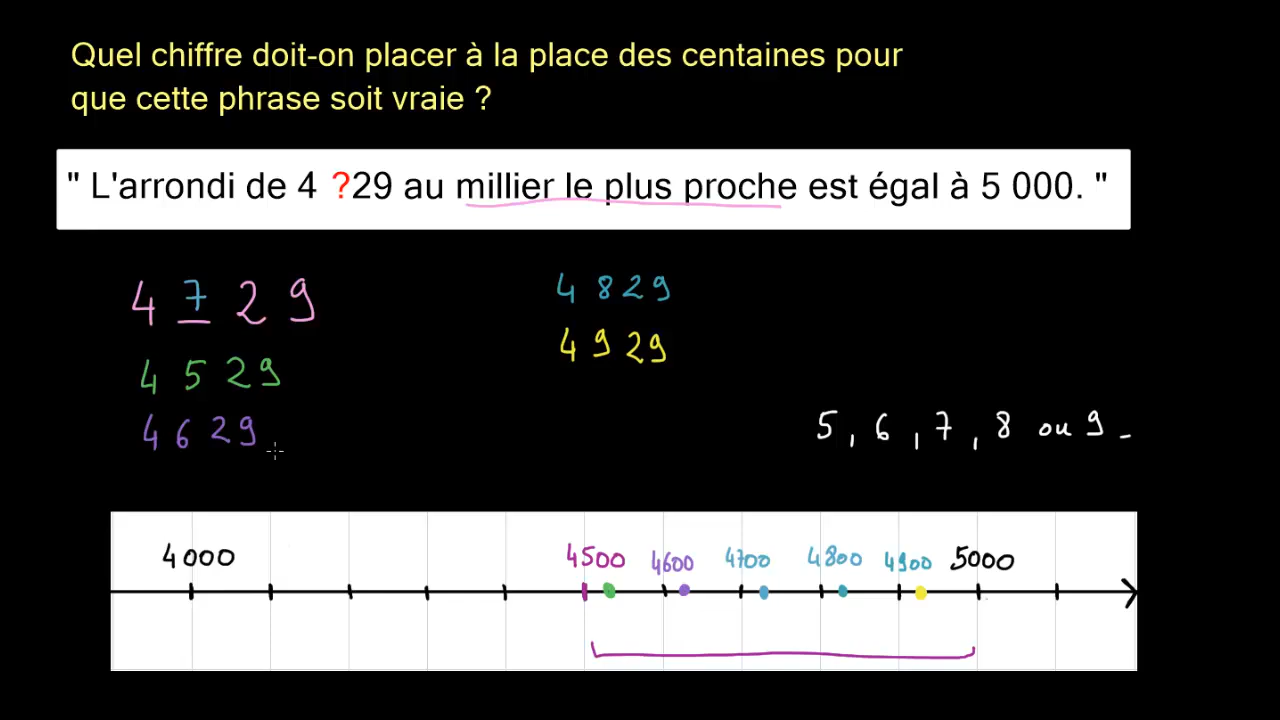 Quel chiffre doit-on placer à la place des centaines pour
que cette phrase soit vraie ?
" L'arrondi de 4 ?29 au millier le plus proche est égal à 5 000. "
4 7 2 9
4 8 2 9
4 9 2 9
4 5 2 9
4 6 2 9
5 , 6 , 7 , 8 ou 9 .
4000 4500 4600 4700 4800 4900 5000